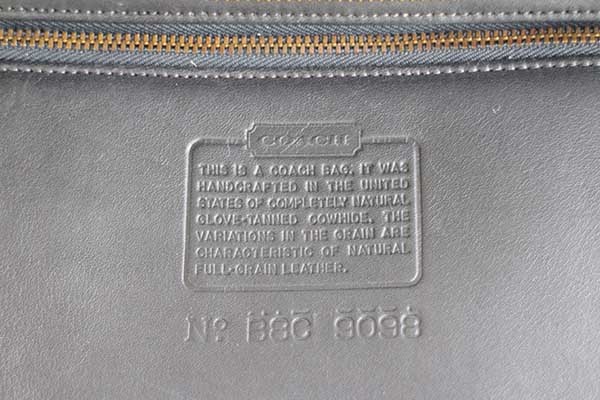 COACH
THIS IS A COACH BAG. IT WAS
HANDCRAFTED IN THE UNITED
STATES OF COMPLETELY NATURAL
GLOVE-TANNED COWHIDE. THE
VARIATIONS IN THE GRAIN ARE
CHARACTERISTIC OF NATURAL
FULL-GRAIN LEATHER.
No B8C 9098